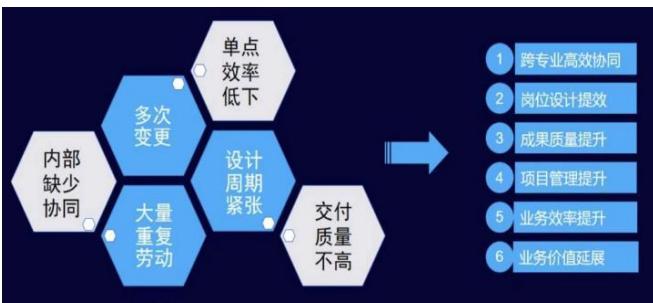 单点
效率
低下
多次
变更
内部
缺少
协同
设计
周期
紧张
大量
重复
劳动
交付
质量
不高
1 跨专业高效协同
2 岗位设计提效
3 成果质量提升
4 项目管理提升
5 业务效率提升
6 业务价值延展